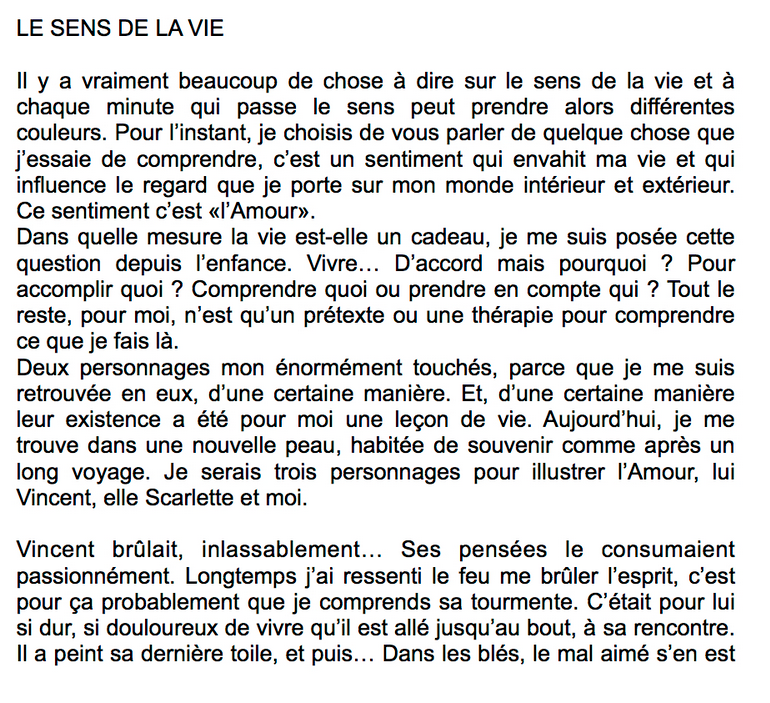 LE SENS DE LA VIE
Il y a vraiment beaucoup de chose à dire sur le sens de la vie et à
chaque minute qui passe le sens peut prendre alors différentes
couleurs. Pour l’instant, je choisis de vous parler de quelque chose que
j’essaie de comprendre, c’est un sentiment qui envahit ma vie et qui
influence le regard que je porte sur mon monde intérieur et extérieur.
Ce sentiment c’est «l’Amour».
Dans quelle mesure la vie est-elle un cadeau, je me suis posée cette
question depuis l’enfance. Vivre… D’accord mais pourquoi ? Pour
accomplir quoi ? Comprendre quoi ou prendre en compte qui ? Tout le
reste, pour moi, n’est qu’un prétexte ou une thérapie pour comprendre
ce que je fais là.
Deux personnages mon énormément touchés, parce que je me suis
retrouvée en eux, d’une certaine manière. Et, d’une certaine manière
leur existence a été pour moi une leçon de vie. Aujourd’hui, je me
trouve dans une nouvelle peau, habitée de souvenir comme après un
long voyage. Je serais trois personnages pour illustrer l’Amour, lui
Vincent, elle Scarlette et moi.
Vincent brûlait, inlassablement… Ses pensées le consumaient
passionnément. Longtemps j’ai ressenti le feu me brûler l’esprit, c’est
pour ça probablement que je comprends sa tourmente. C’était pour lui
si dur, si douloureux de vivre qu’il est allé jusqu’au bout, à sa rencontre.
Il a peint sa dernière toile, et puis… Dans les blés, le mal aimé s’en est